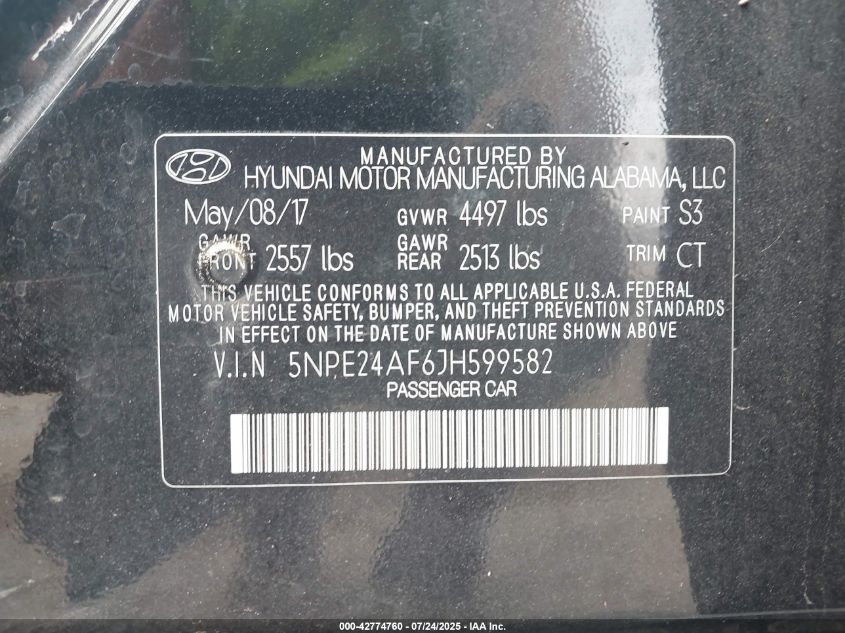 MANUFACTURED BY
HYUNDAI MOTOR MANUFACTURING ALABAMA, LLC
May/08/17 GVWR 4497 lbs PAINT S3
GAWR FRONT 2557 lbs GAWR REAR 2513 lbs TRIM CT
THIS VEHICLE CONFORMS TO ALL APPLICABLE U.S.A. FEDERAL
MOTOR VEHICLE SAFETY, BUMPER, AND THEFT PREVENTION STANDARDS
IN EFFECT ON THE DATE OF MANUFACTURE SHOWN ABOVE
V.I.N 5NPE24AF6JH599582
PASSENGER CAR
000-42774760 - 07/24/2025 - IAA Inc.